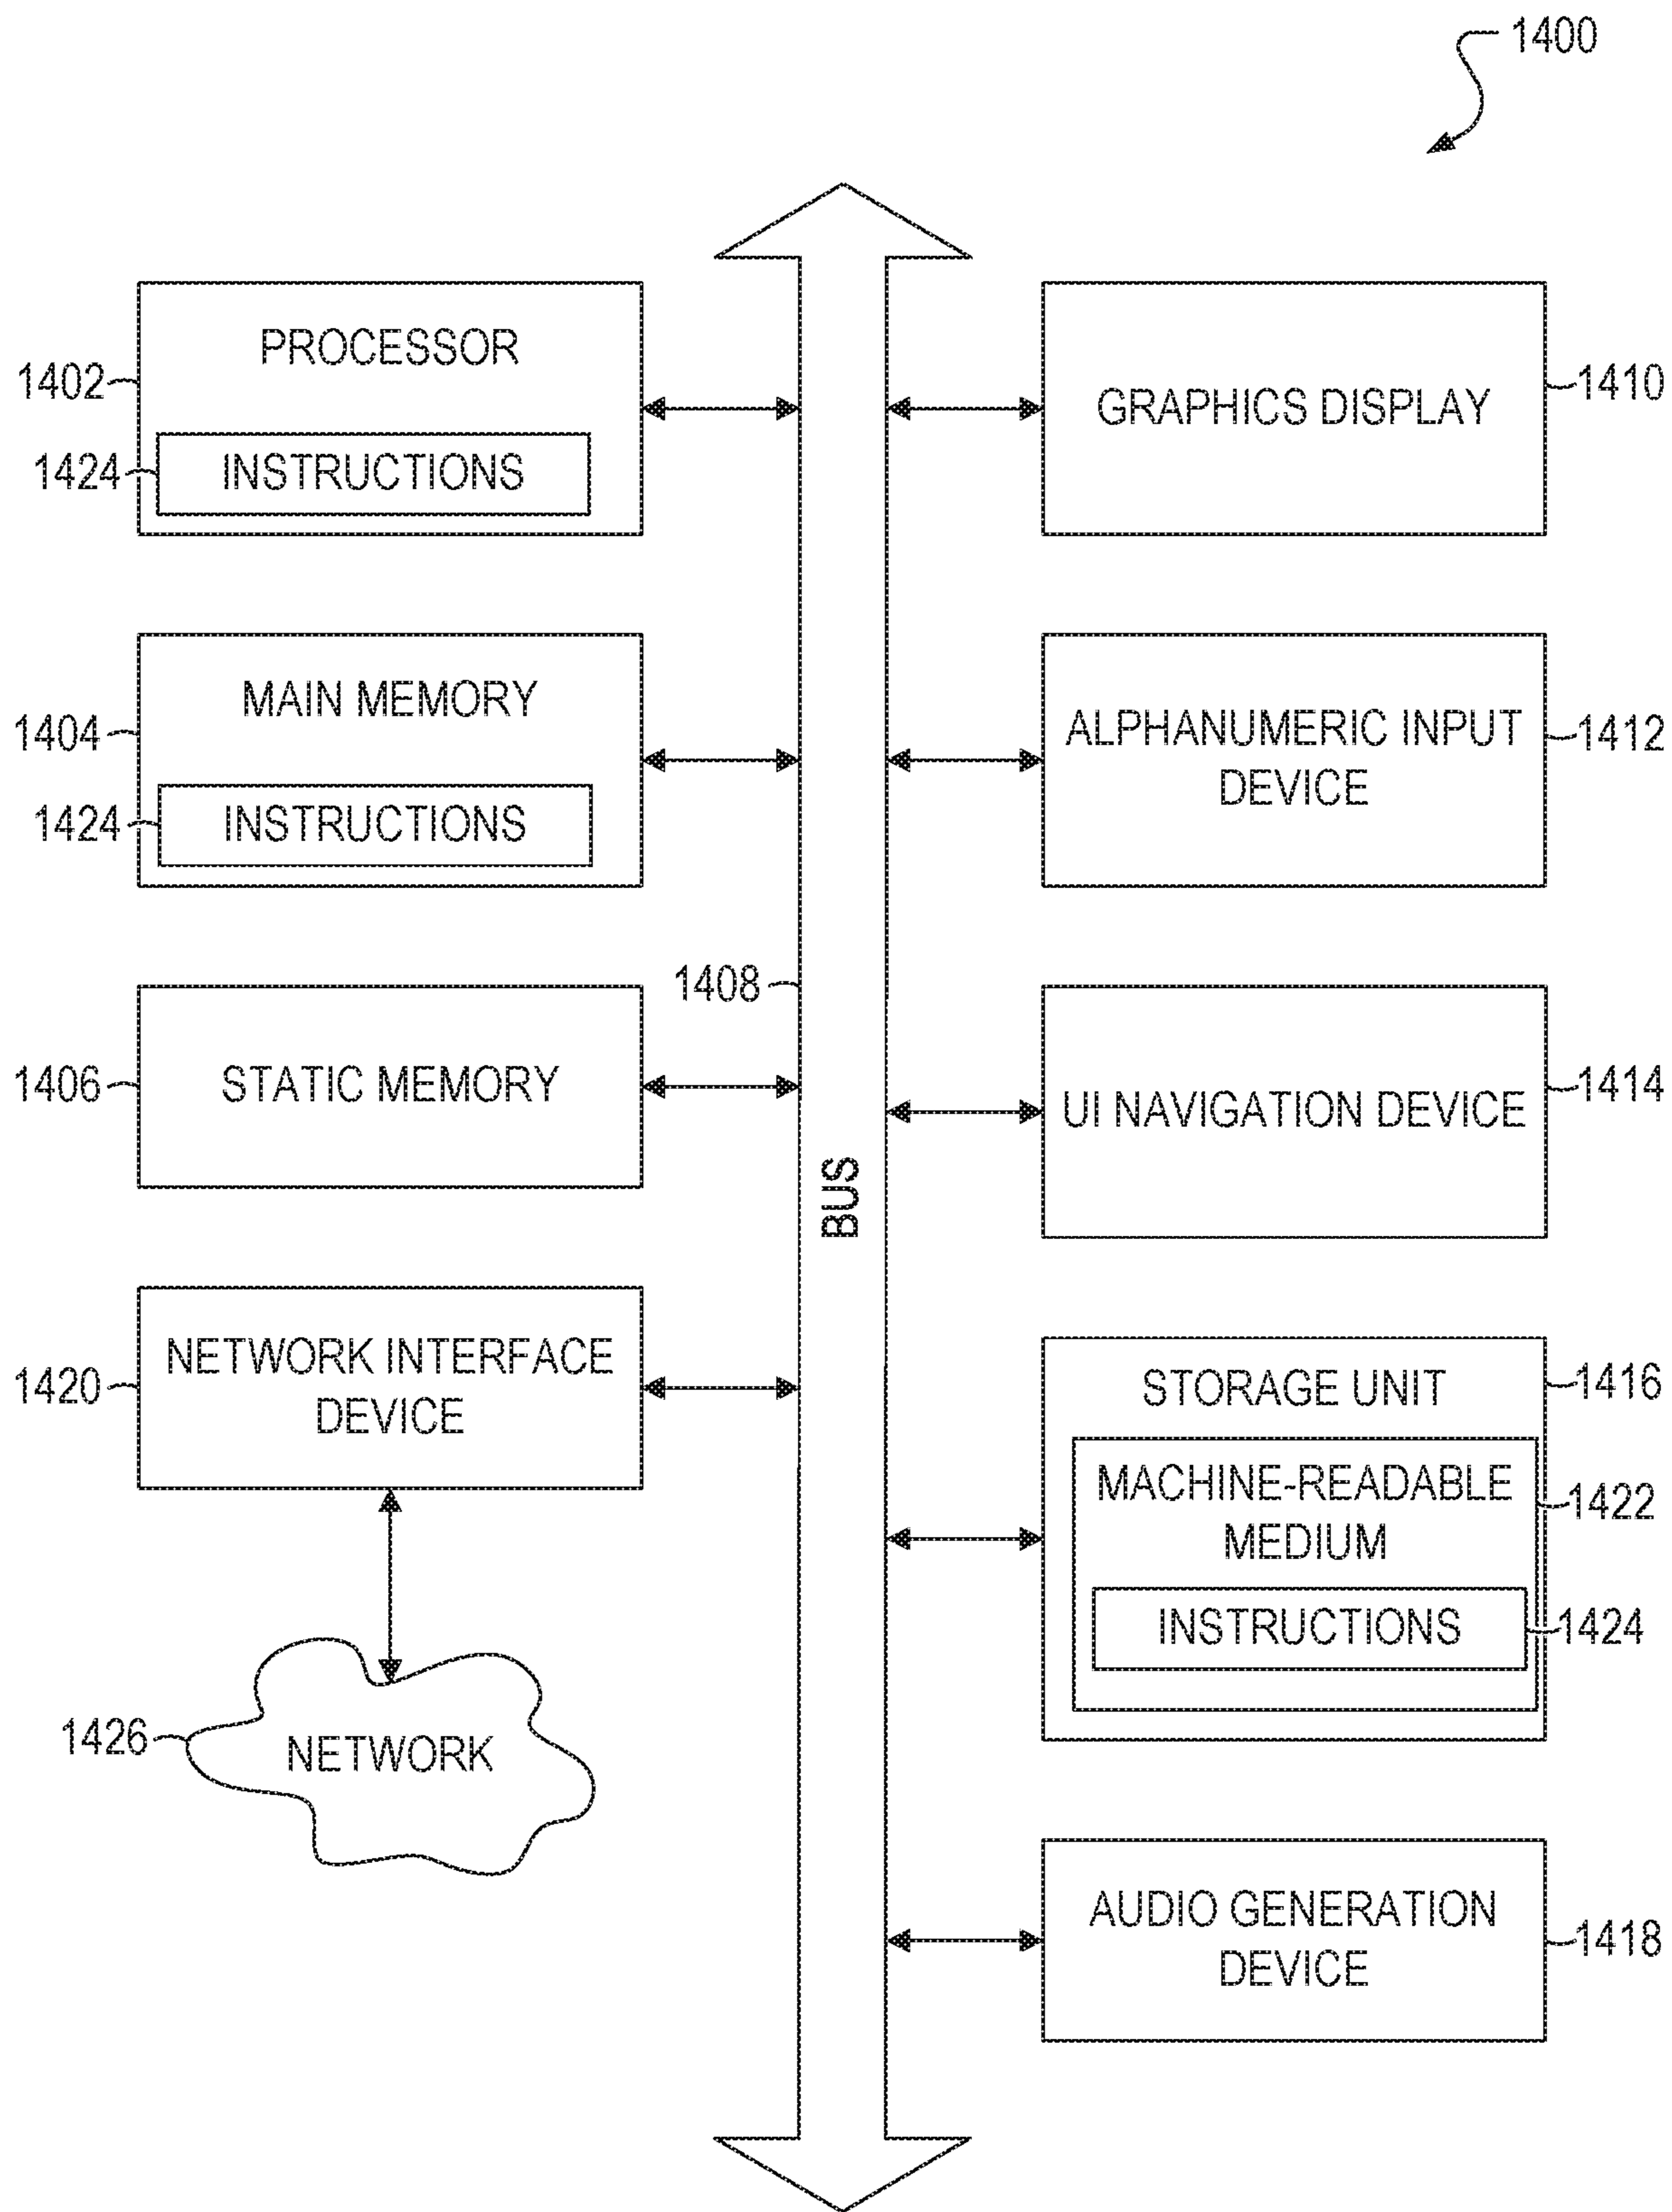 1400
PROCESSOR
1402
1424
INSTRUCTIONS
GRAPHICS DISPLAY
1410
MAIN MEMORY
1404
1424
INSTRUCTIONS
ALPHANUMERIC INPUT
DEVICE
1412
1408
STATIC MEMORY
1406
BUS
UI NAVIGATION DEVICE
1414
NETWORK INTERFACE
DEVICE
1420
STORAGE UNIT
1416
MACHINE-READABLE
MEDIUM
1422
INSTRUCTIONS
1424
1426
NETWORK
AUDIO GENERATION
DEVICE
1418